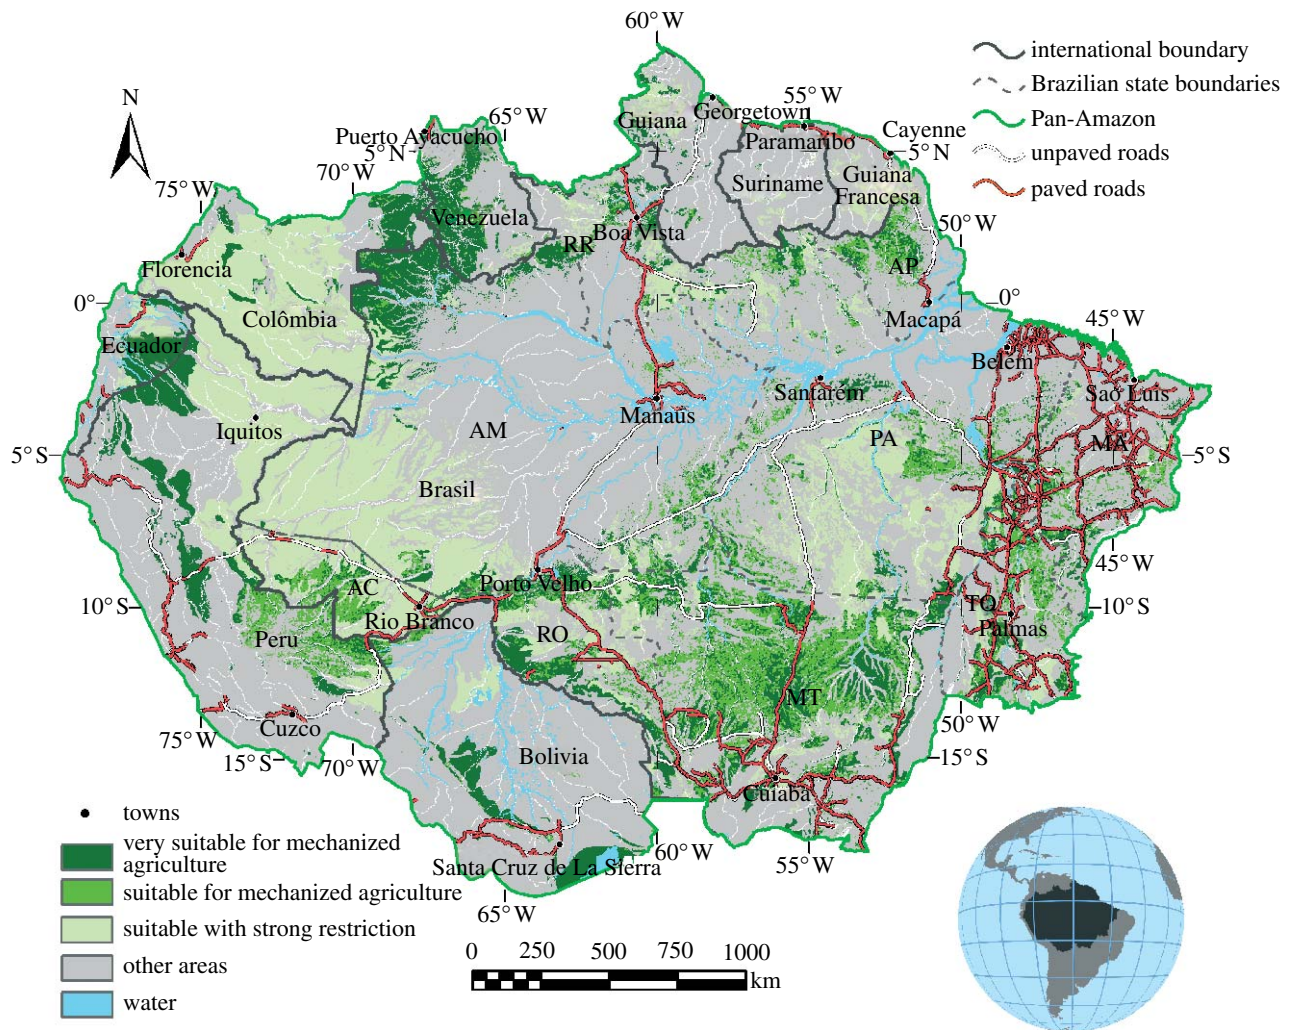 60° W
international boundary
N
Georgetown
55° W
Brazilian state boundaries
Puerto Ayacucho
65° W
Guiana
Pan-Amazon
5° N
Paramaribo
Cayenne
5° N
unpaved roads
70° W
75° W
Suriname
Guiana
Francesa
paved roads
Venezuela
RR
Boa Vista
50° W
Florencia
AP
0°
Colômbia
Macapá
0°
45° W
Ecuador
Belém
Santarém
Sao Luis
Iquitos
AM
Manaus
PA
MA
5° S
5° S
Brasil
45° W
AC
Porto Velho
10° S
Rio Branco
TO
10° S
Peru
RO
Palmas
MT
Cuzco
50° W
75° W
15° S
70° W
Bolivia
15° S
Cuiabá
towns
very suitable for mechanized
agriculture
Santa Cruz de La Sierra
60° W
55° W
suitable for mechanized agriculture
65° W
suitable with strong restriction
0 250 500 750 1000
km
other areas
water